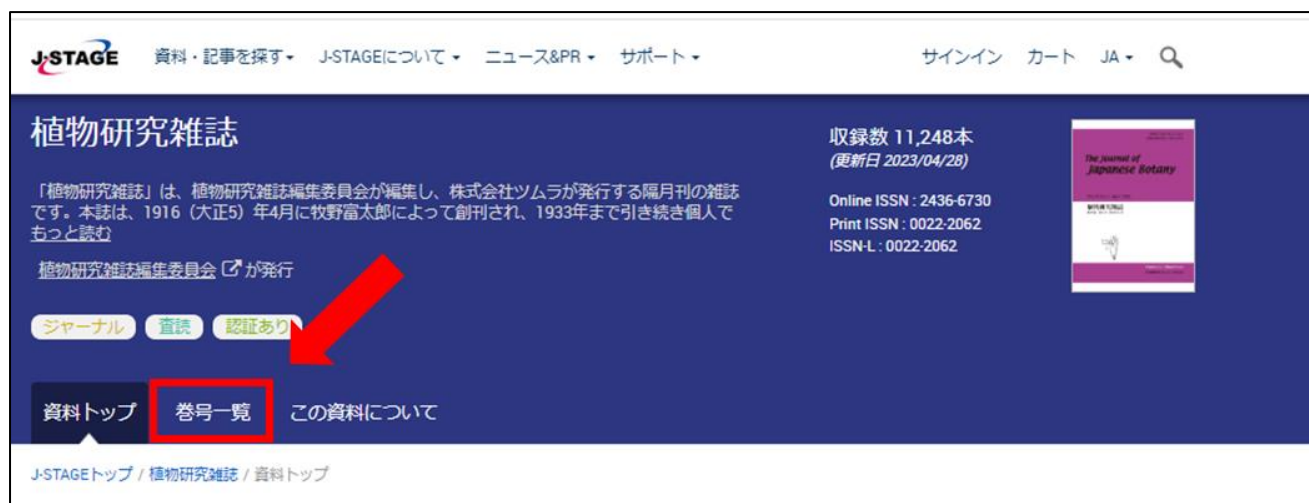 J-STAGE 資料・記事を探す J-STAGEについて ニュース&PR サポート サインイン カート JA
植物研究雑誌
「植物研究雑誌」は、植物研究雑誌編集委員会が編集し、株式会社ツムラが発行する隔月刊の雑誌
です。本誌は、1916（大正5）年4月に牧野富太郎によって創刊され、1933年まで引き続き個人で
もっと読む
植物研究雑誌編集委員会 が発行
ジャーナル 査読 認証あり
収録数 11,248本
(更新日 2023/04/28)
Online ISSN : 2436-6730
Print ISSN : 0022-2062
ISSN-L : 0022-2062
The Journal of
Japanese Botany
植物研究雑誌
資料トップ 巻号一覧 この資料について
J-STAGEトップ / 植物研究雑誌 / 資料トップ